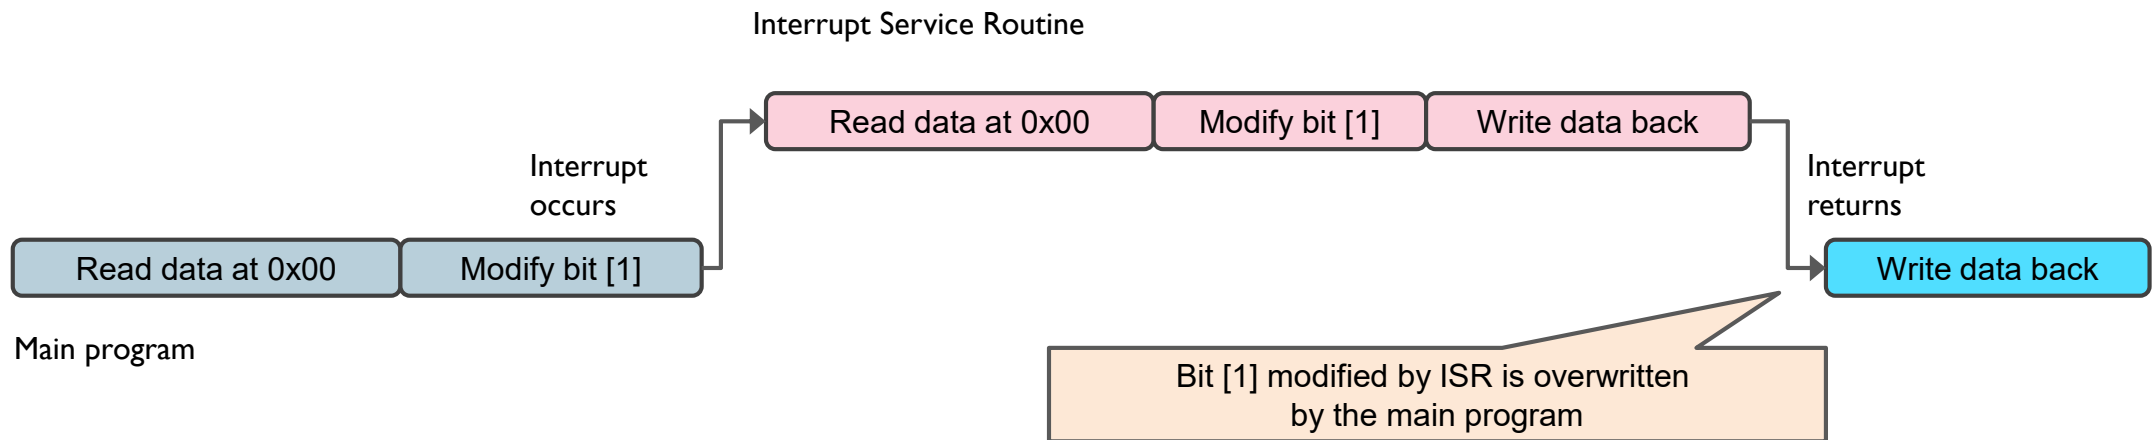 Interrupt Service Routine
Read data at 0x00
Modify bit [1]
Write data back
Interrupt
occurs
Interrupt
returns
Read data at 0x00
Modify bit [1]
Write data back
Main program
Bit [1] modified by ISR is overwritten
by the main program